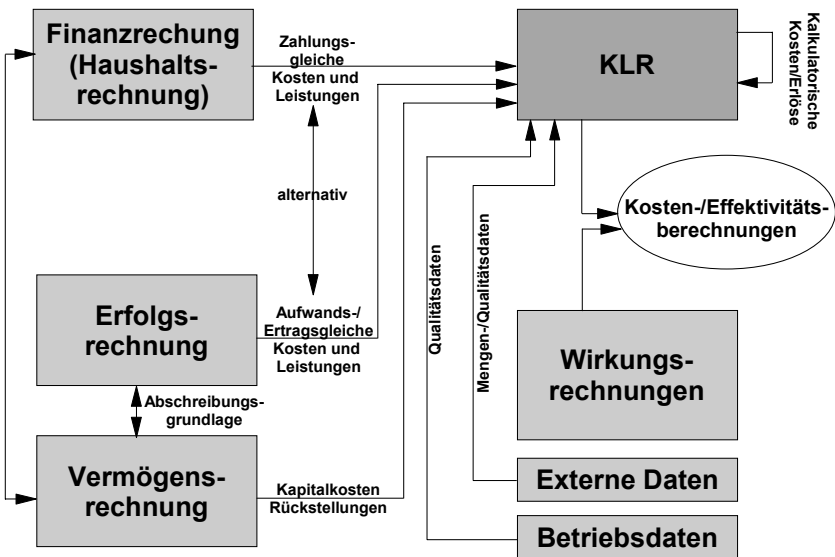 Finanzrechung
(Haushalts-
rechnung)
Zahlungs-
gleiche
Kosten und
Leistungen
KLR
Kalkulatorische
Kosten/Erlöse
alternativ
Kosten-/Effektivitäts-
berechnungen
Qualitätsdaten
Mengen-/Qualitätsdaten
Erfolgs-
rechnung
Aufwands-/
Ertragsgleiche
Kosten und
Leistungen
Wirkungs-
rechnungen
Abschreibungs-
grundlage
Vermögens-
rechnung
Kapitalkosten
Rückstellungen
Externe Daten
Betriebsdaten